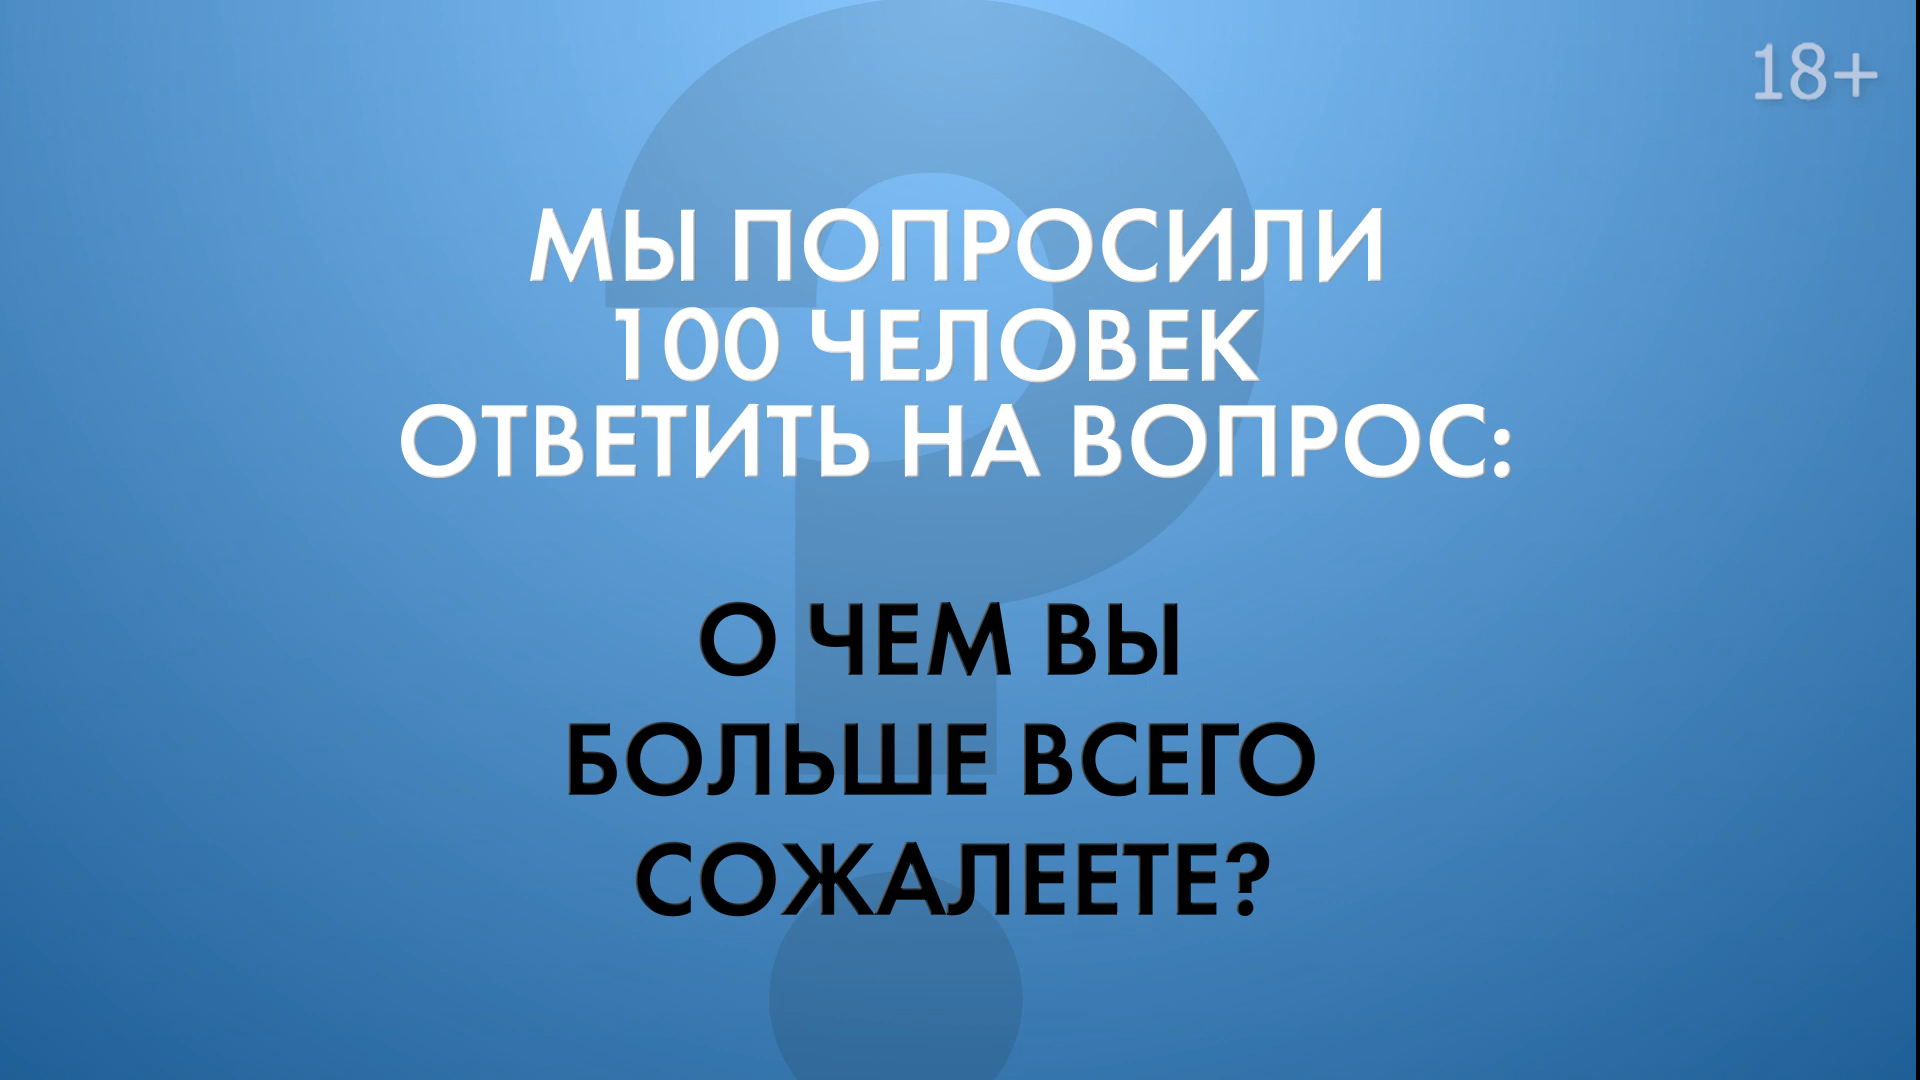 18+
МЫ ПОПРОСИЛИ
100 ЧЕЛОВЕК
ОТВЕТИТЬ НА ВОПРОС:
О ЧЕМ ВЫ
БОЛЬШЕ ВСЕГО
СОЖАЛЕЕТЕ?